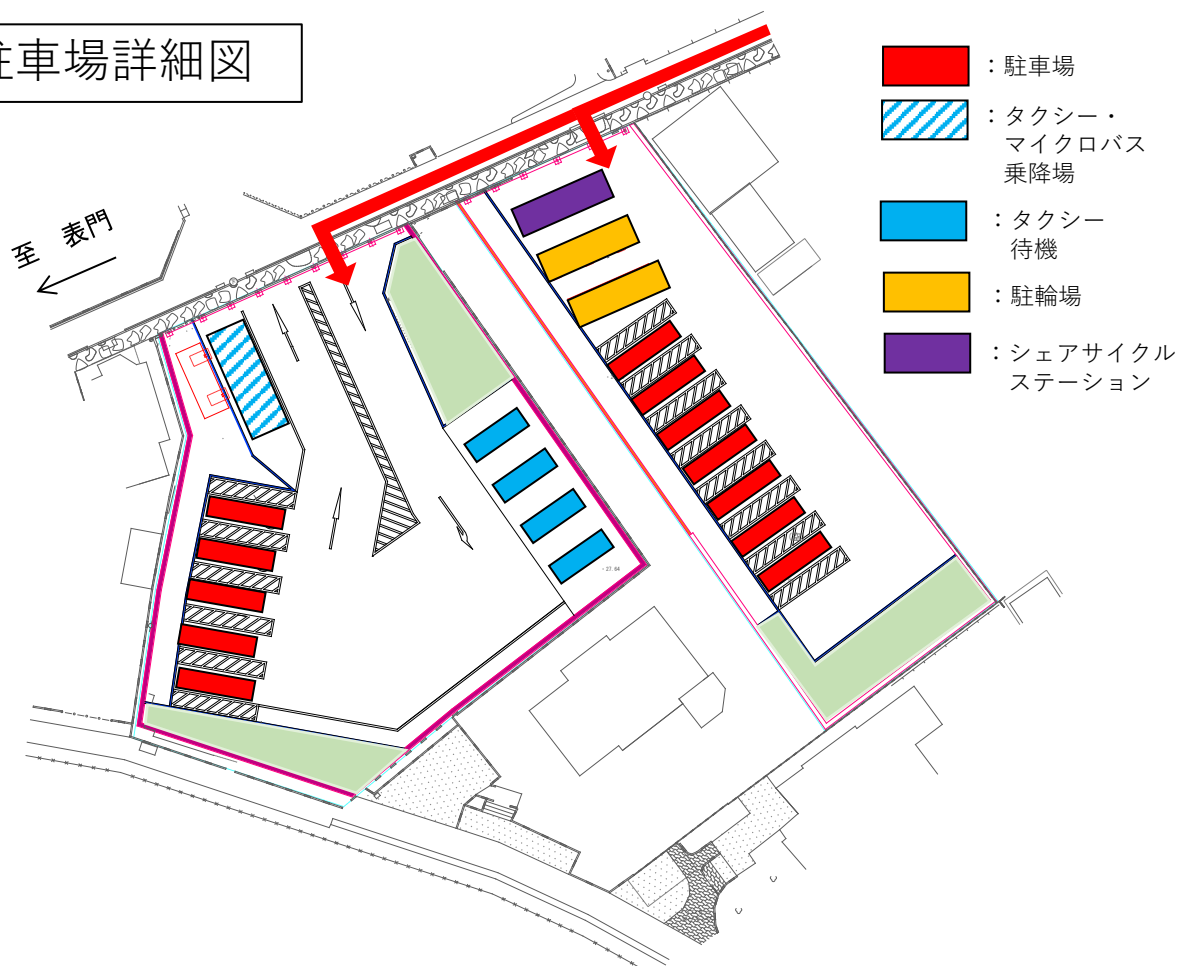 車場詳細図
：駐車場
：タクシー・
マイクロバス
乗降場
：タクシー
待機
：駐輪場
：シェアサイクル
ステーション
至 表門
27.64